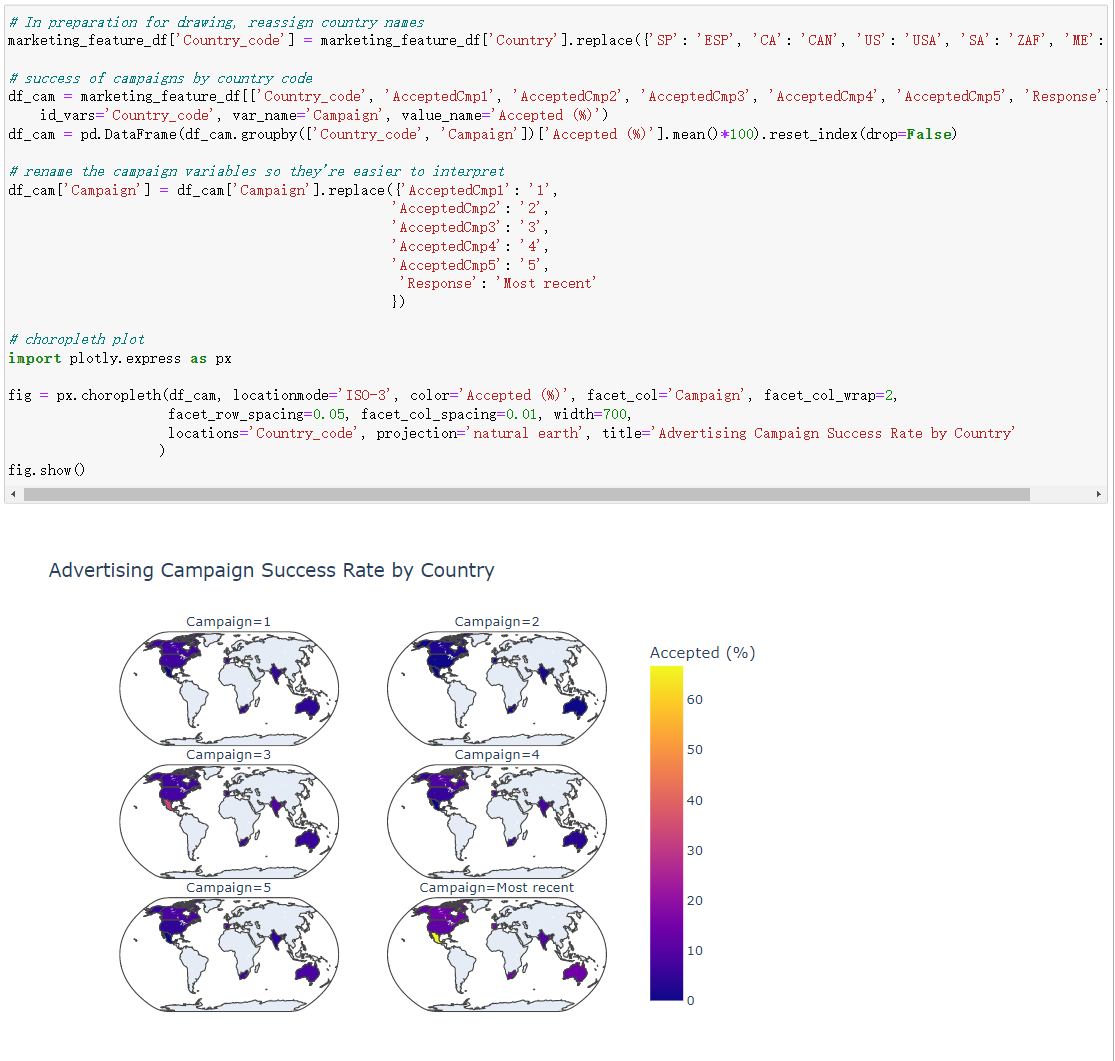 # In preparation for drawing, reassign country names
marketing_feature_df['Country_code'] = marketing_feature_df['Country'].replace({'SP': 'ESP', 'CA': 'CAN', 'US': 'USA', 'SA': 'ZAF', 'ME':
# success of campaigns by country code
df_cam = marketing_feature_df[['Country_code', 'AcceptedCmp1', 'AcceptedCmp2', 'AcceptedCmp3', 'AcceptedCmp4', 'AcceptedCmp5', 'Response']
    id_vars='Country_code', var_name='Campaign', value_name='Accepted (%)')
df_cam = pd.DataFrame(df_cam.groupby(['Country_code', 'Campaign'])['Accepted (%)'].mean()*100).reset_index(drop=False)
# rename the campaign variables so they're easier to interpret
df_cam['Campaign'] = df_cam['Campaign'].replace({'AcceptedCmp1': '1',
'AcceptedCmp2': '2',
'AcceptedCmp3': '3',
'AcceptedCmp4': '4',
'AcceptedCmp5': '5',
'Response': 'Most recent'
})
# choropleth plot
import plotly.express as px
fig = px.choropleth(df_cam, locationmode='ISO-3', color='Accepted (%)', facet_col='Campaign', facet_col_wrap=2,
facet_row_spacing=0.05, facet_col_spacing=0.01, width=700,
locations='Country_code', projection='natural earth', title='Advertising Campaign Success Rate by Country'
)
fig.show()
Advertising Campaign Success Rate by Country
Campaign=1
Campaign=2
Campaign=3
Campaign=4
Campaign=5
Campaign=Most recent
Accepted (%)
60
50
40
30
20
10
0